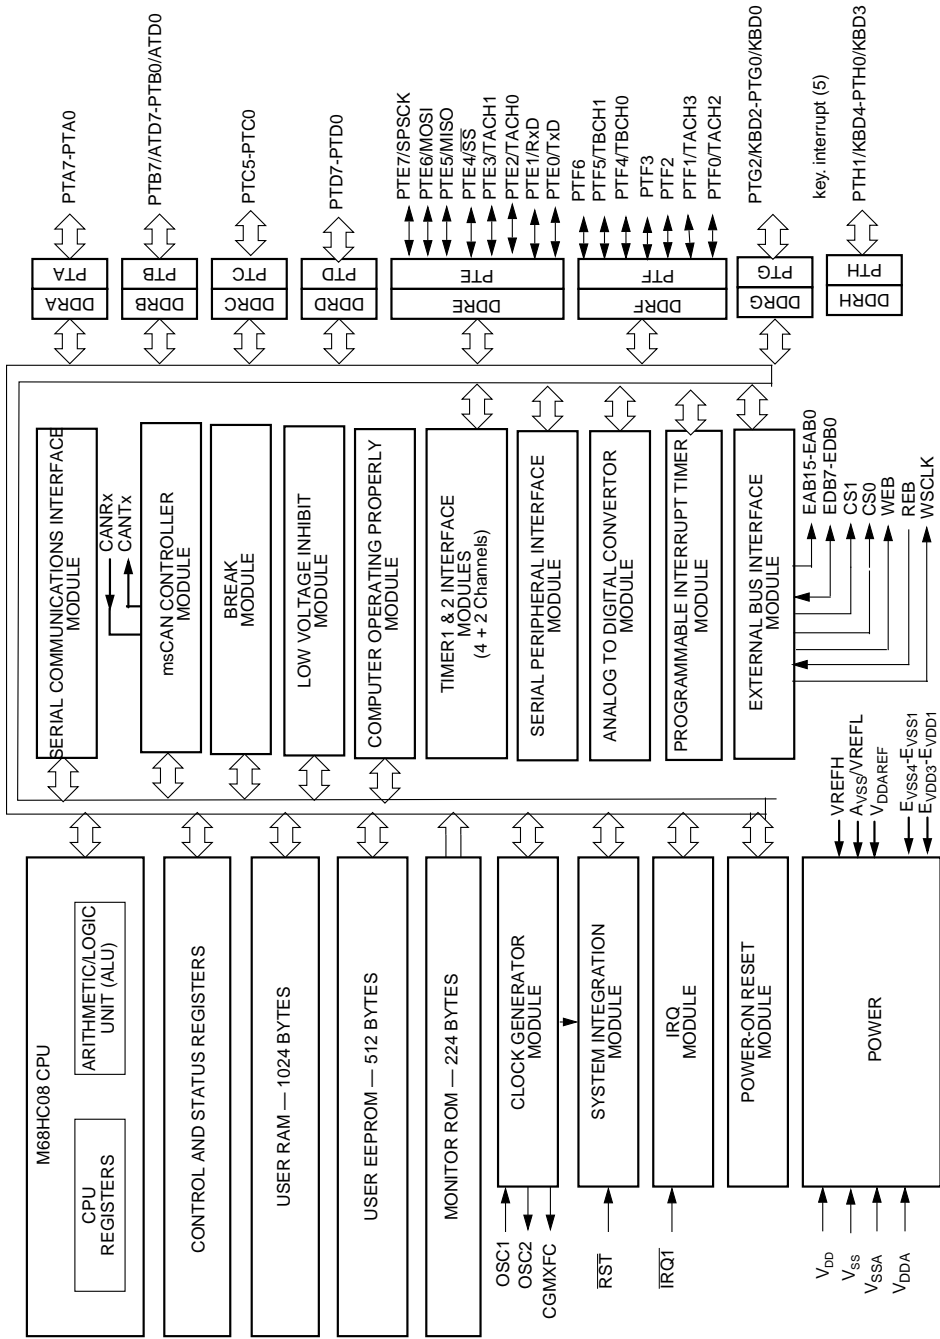 M68HC08 CPU
CPU
REGISTERS
ARITHMETIC/LOGIC
UNIT (ALU)
CONTROL AND STATUS REGISTERS
USER RAM — 1024 BYTES
USER EEPROM — 512 BYTES
MONITOR ROM — 224 BYTES
OSC1
OSC2
CGMXFC
CLOCK GENERATOR
MODULE
RST
SYSTEM INTEGRATION
MODULE
IRQ1
IRQ
MODULE
POWER-ON RESET
MODULE
VDD
VSS
VSSA
VDDA
POWER
VREFH
AVSS/VREFL
VDDAREF
EVSS4-EVSS1
EVDD3-EVDD1
SERIAL COMMUNICATIONS INTERFACE
MODULE
CANRx
CANTx
msCAN CONTROLLER
MODULE
BREAK
MODULE
LOW VOLTAGE INHIBIT
MODULE
COMPUTER OPERATING PROPERLY
MODULE
TIMER1 & 2 INTERFACE
MODULES
(4 + 2 Channels)
SERIAL PERIPHERAL INTERFACE
MODULE
ANALOG TO DIGITAL CONVERTOR
MODULE
PROGRAMMABLE INTERRUPT TIMER
MODULE
EXTERNAL BUS INTERFACE
MODULE
EAB15-EAB0
EDB7-EDB0
CS1
CS0
WEB
REB
WSCLK
DDRA
PTA
PTA7-PTA0
DDRB
PTB
PTB7/ATD7-PTB0/ATD0
DDRC
PTC
PTC5-PTC0
DDRD
PTD
PTD7-PTD0
DDRE
PTE
PTE7/SPSCK
PTE6/MOSI
PTE5/MISO
PTE4/SS
PTE3/TACH1
PTE2/TACH0
PTE1/RxD
PTE0/TxD
DDRF
PTF
PTF6
PTF5/TBCH1
PTF4/TBCH0
PTF3
PTF2
PTF1/TACH3
PTF0/TACH2
DDRG
PTG
PTG2/KBD2-PTG0/KBD0
key. interrupt (5)
DDRH
PTH
PTH1/KBD4-PTH0/KBD3